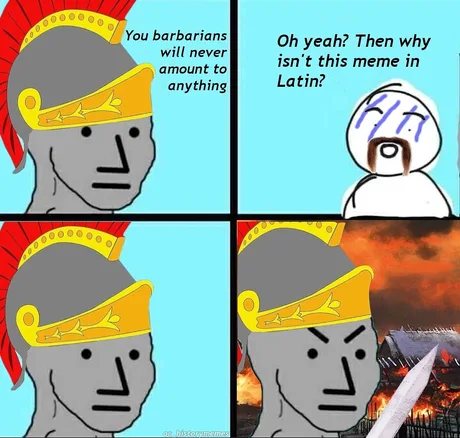 You barbarians
will never
amount to
anything
Oh yeah? Then why
isn't this meme in
Latin?